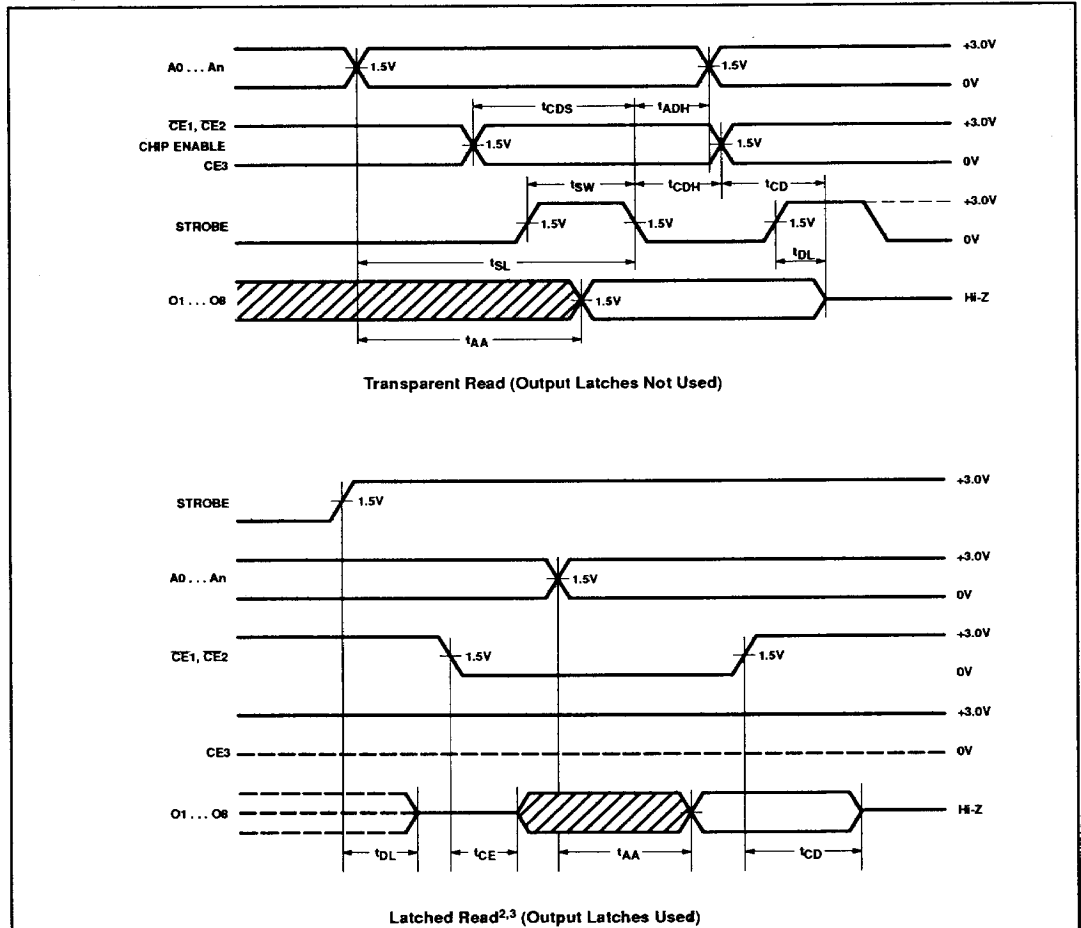 A0 . . . An 1.5V 1.5V +3.0V 0V
tCDS tADH
CE1, CE2 +3.0V
CHIP ENABLE 1.5V 1.5V
CE3 0V
tSW tCDH tCD
STROBE 1.5V 1.5V 1.5V +3.0V 0V
tDL
tSL
O1 . . . O8 1.5V Hi-Z
tAA
Transparent Read (Output Latches Not Used)
STROBE 1.5V +3.0V
A0 . . . An 1.5V +3.0V 0V
CE1, CE2 1.5V 1.5V +3.0V 0V
+3.0V
CE3 0V
O1 . . . O8 Hi-Z
tDL tCE tAA tCD
Latched Read2,3 (Output Latches Used)